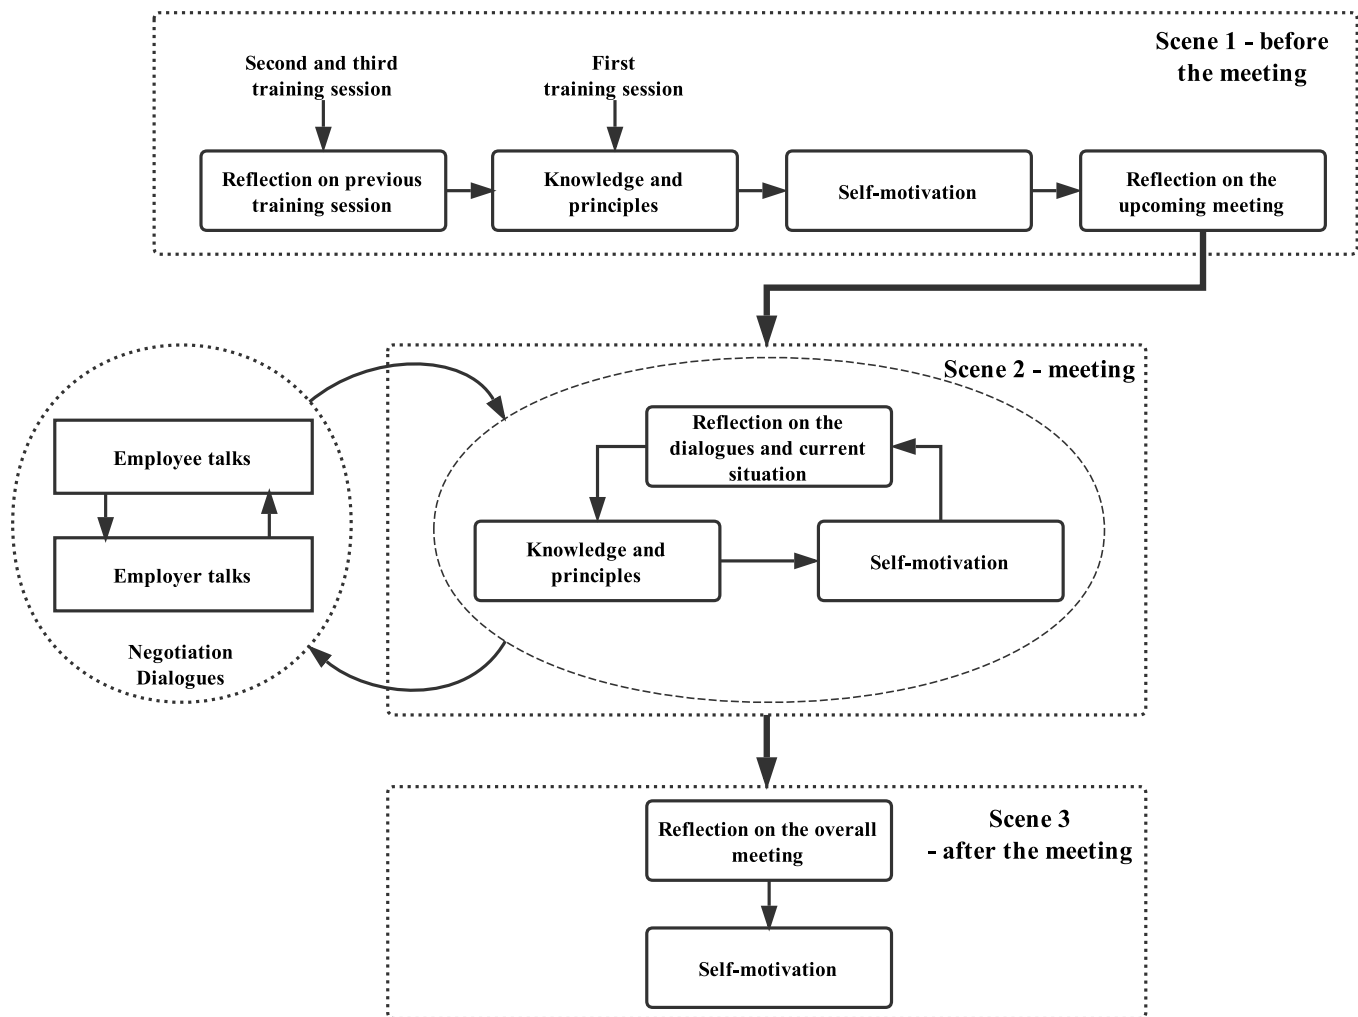 Scene 1 - before
the meeting
Second and third
training session
First
training session
Reflection on previous
training session
Knowledge and
principles
Self-motivation
Reflection on the
upcoming meeting
Scene 2 - meeting
Reflection on the
dialogues and current
situation
Employee talks
Employer talks
Knowledge and
principles
Self-motivation
Negotiation
Dialogues
Scene 3
- after the meeting
Reflection on the overall
meeting
Self-motivation